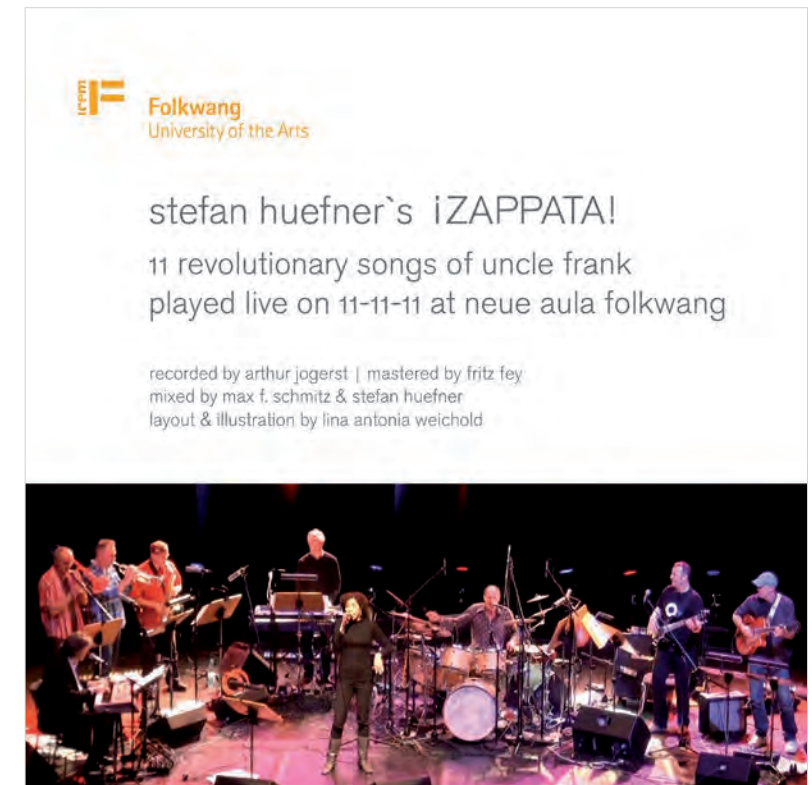 icem
Folkwang
University of the Arts
stefan huefner`s ¡ZAPPATA!
11 revolutionary songs of uncle frank
played live on 11-11-11 at neue aula folkwang
recorded by arthur jogerst | mastered by fritz fey
mixed by max f. schmitz & stefan huefner
layout & illustration by lina antonia weichold